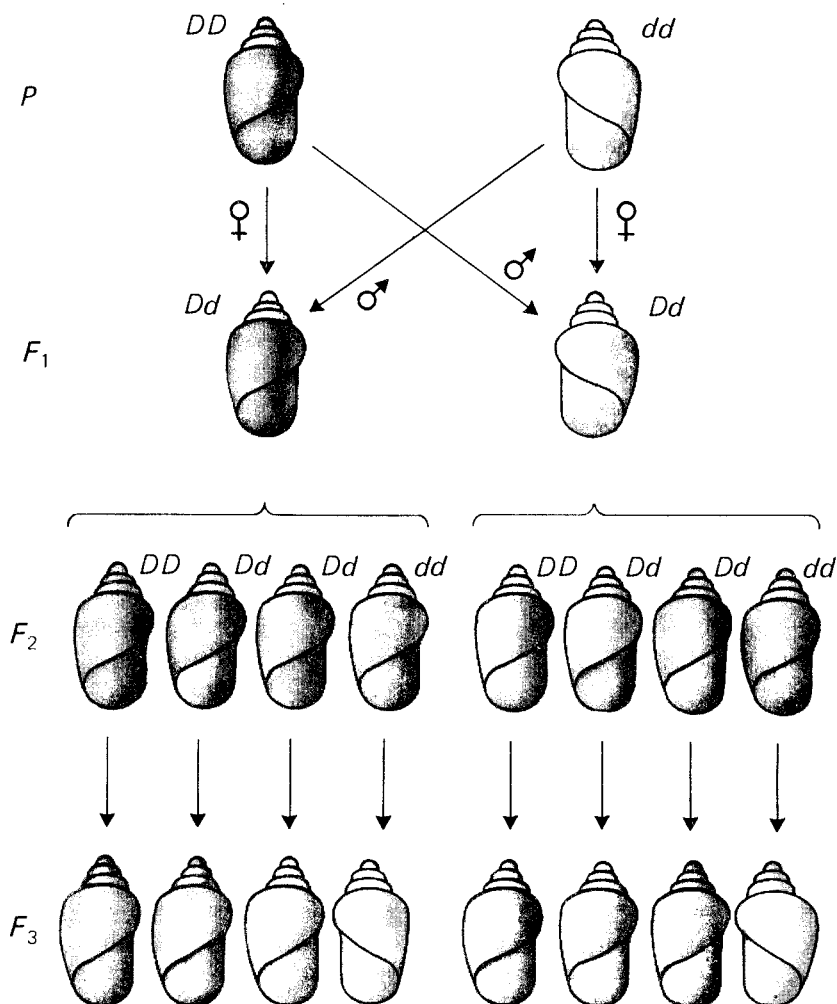 DD dd
P
♀ ♂ ♂ ♀
Dd Dd
F1
DD Dd Dd dd DD Dd Dd dd
F2
F3